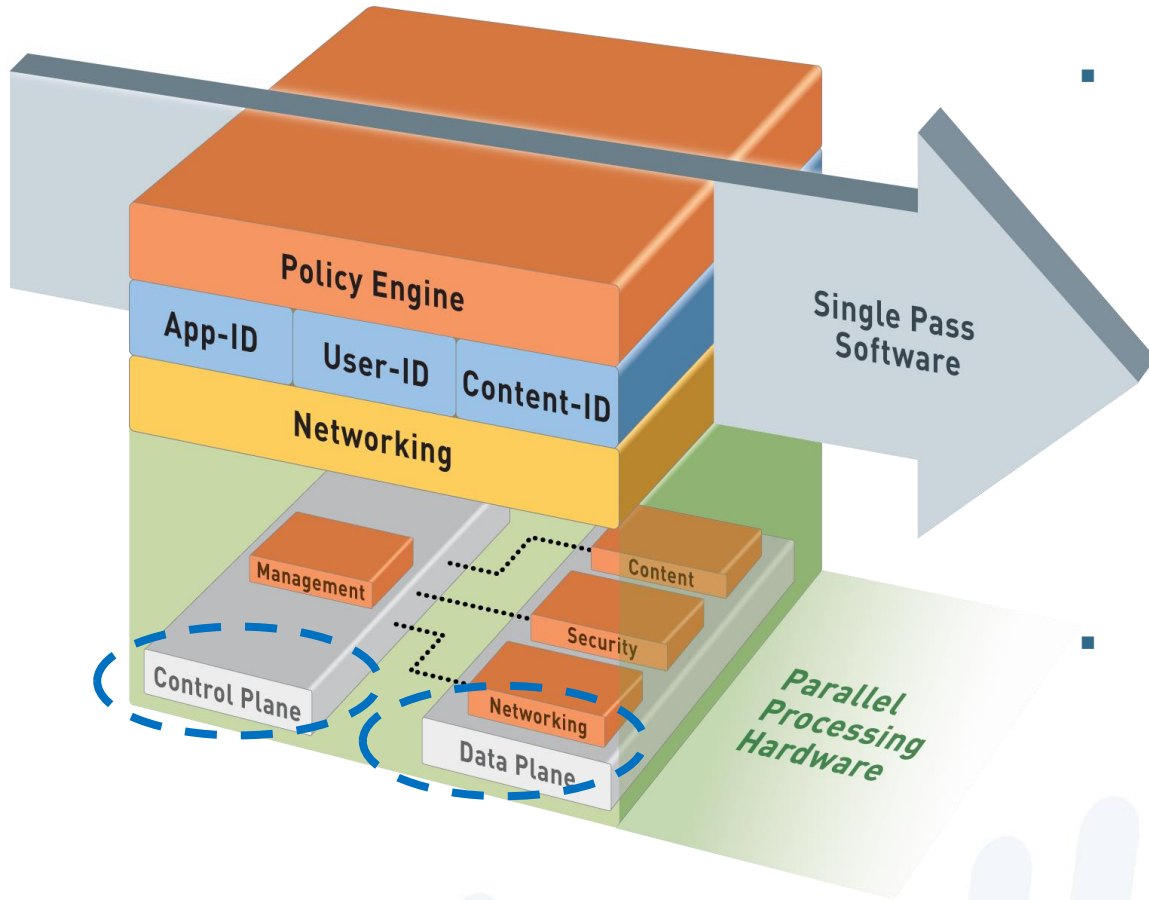 Policy Engine
App-ID
User-ID
Content-ID
Networking
Single Pass
Software
Management
Content
Security
Networking
Control Plane
Data Plane
Parallel
Processing
Hardware